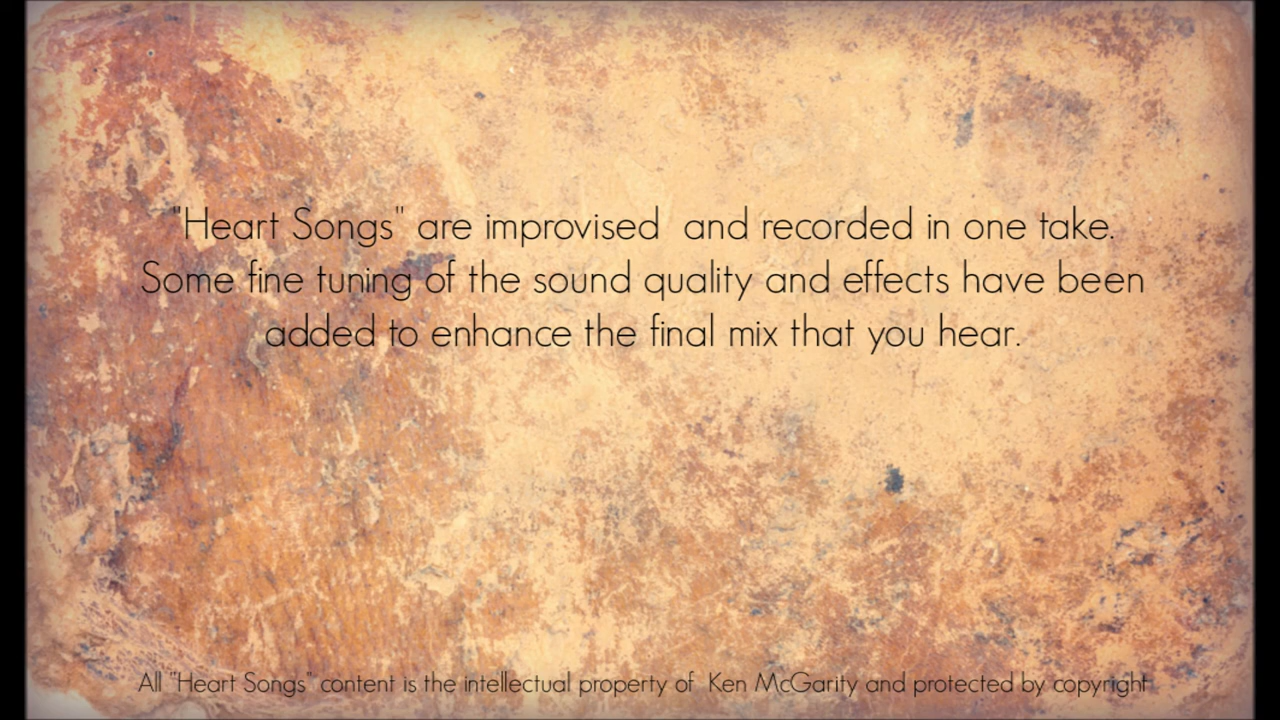 "Heart Songs" are improvised  and recorded in one take.
Some fine tuning of the sound quality and effects have been
added to enhance the final mix that you hear.
All "Heart Songs" content is the intellectual property of  Ken McGarity and protected by copyright